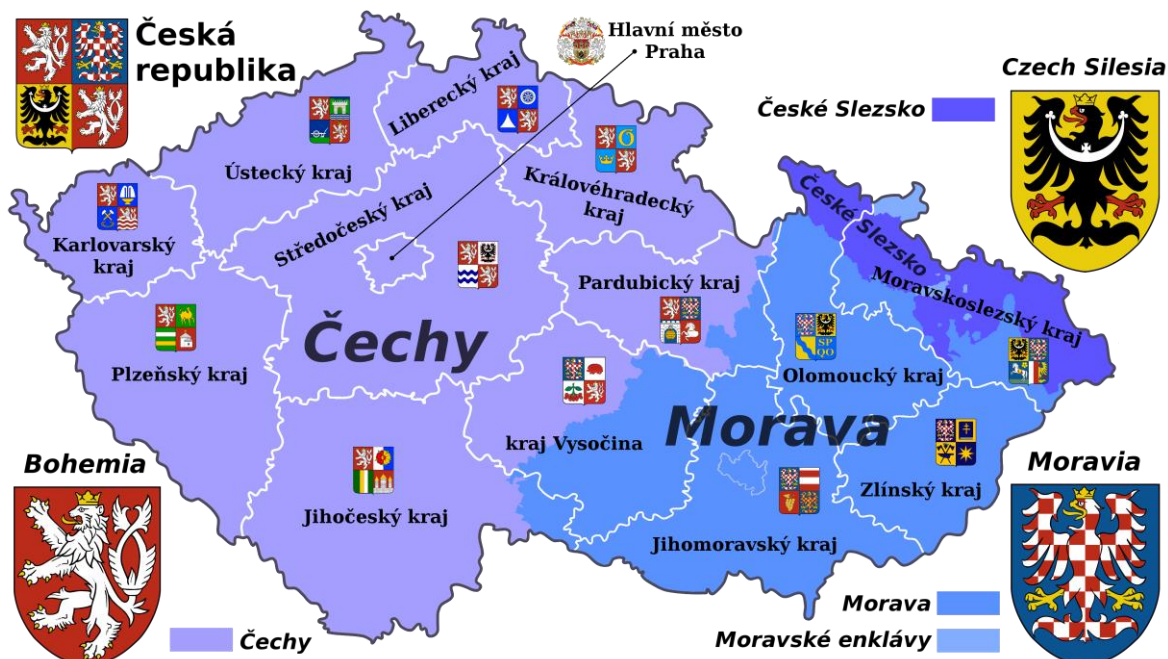 Česká
republika
Hlavní město
Praha
Czech Silesia
České Slezsko
Liberecký kraj
Ústecký kraj
Královéhradecký
kraj
Středočeský kraj
Karlovarský
kraj
České Slezsko
Pardubický kraj
Moravskoslezský kraj
Čechy
Plzeňský kraj
SP
QO
Olomoucký kraj
Morava
kraj Vysočina
Bohemia
Moravia
Zlínský kraj
Jihočeský kraj
Jihomoravský kraj
Morava
Čechy
Moravské enklávy